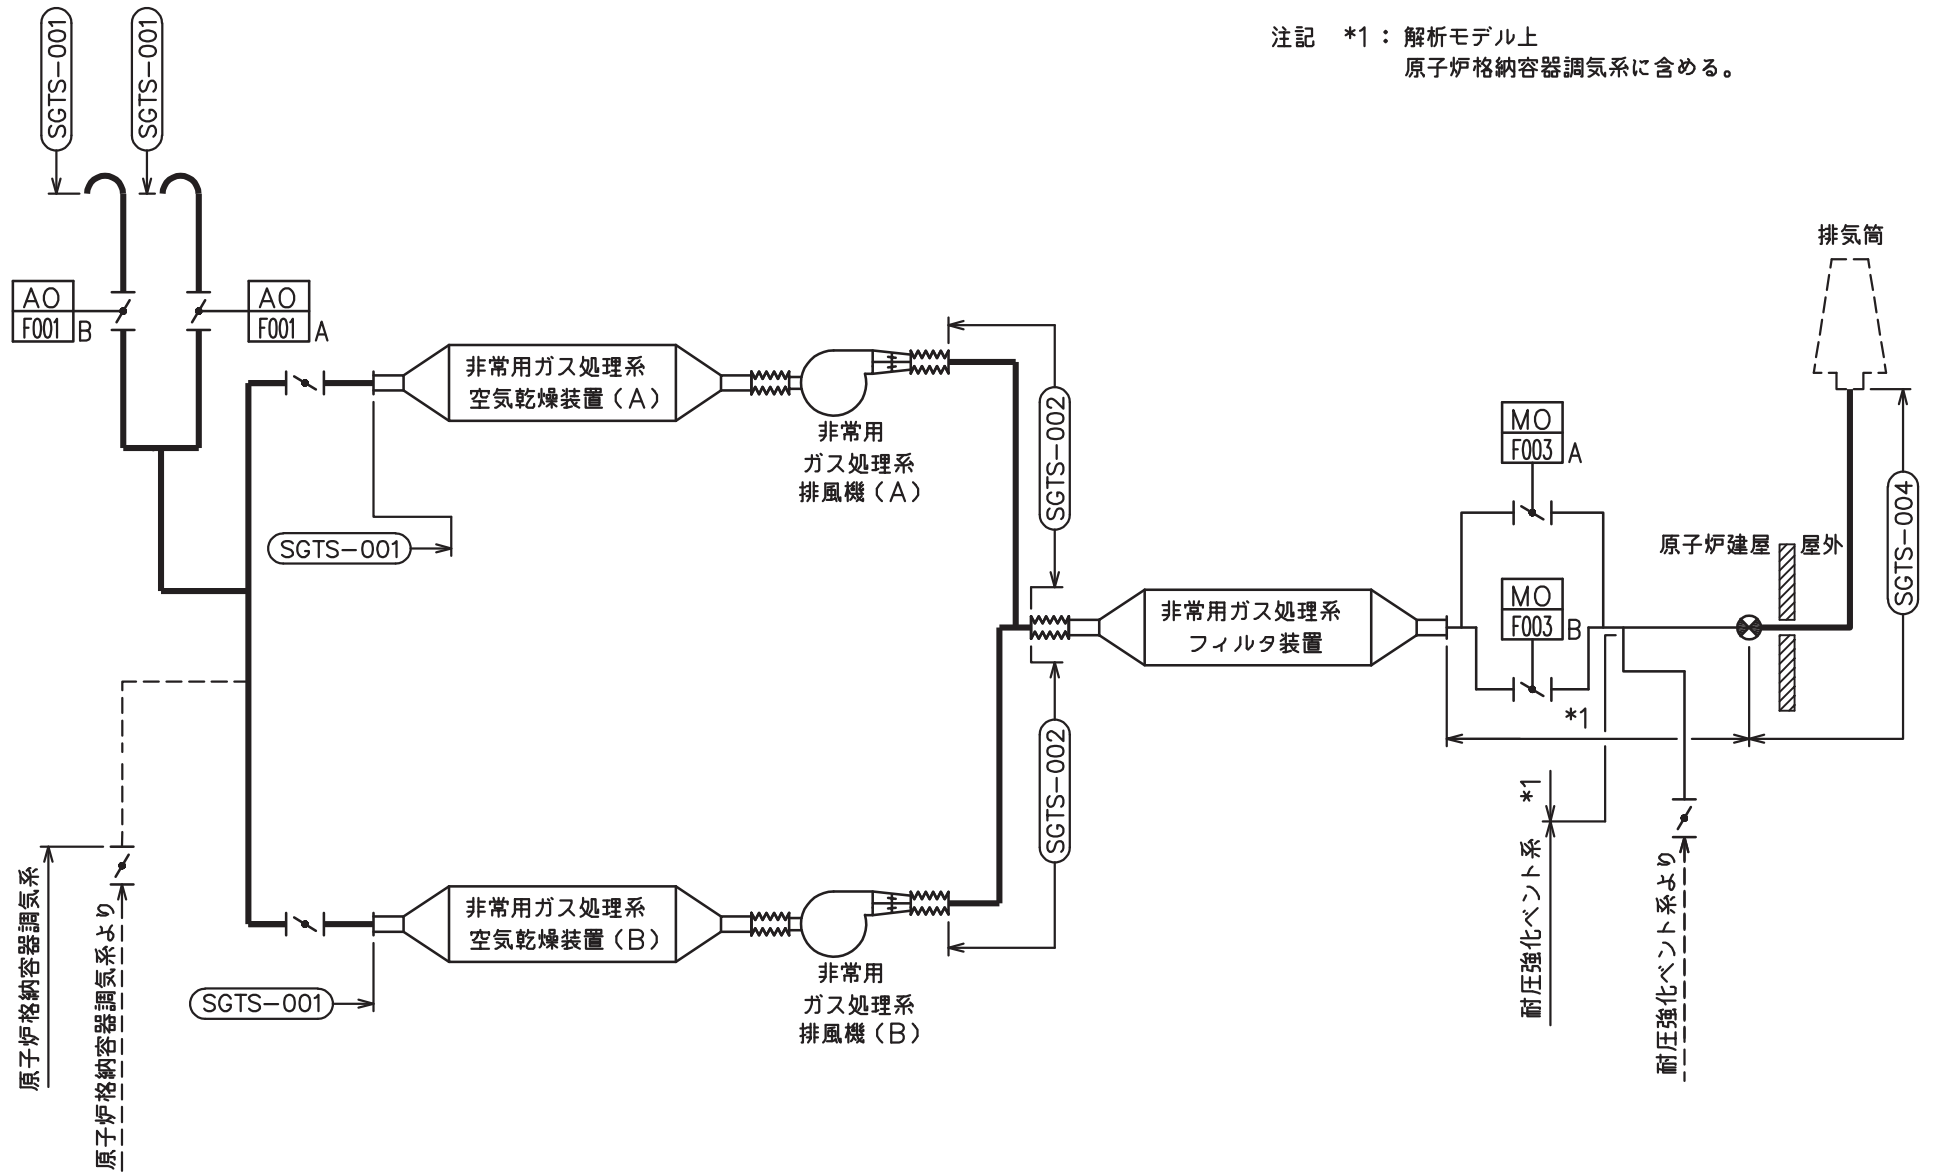 SGTS-001
SGTS-001
注記 *1: 解析モデル上
原子炉格納容器調気系に含める。
排気筒
AO
F001
B
AO
F001
A
非常用ガス処理系
空気乾燥装置(A)
非常用
ガス処理系
排風機(A)
SGTS-001
SGTS-002
MO
F003
A
SGTS-004
原子炉建屋
屋外
非常用ガス処理系
フィルタ装置
MO
F003
B
*1
SGTS-002
*1
耐圧強化ベント系
耐圧強化ベント系より
原子炉格納容器調気系
原子炉格納容器調気系より
非常用ガス処理系
空気乾燥装置(B)
非常用
ガス処理系
排風機(B)
SGTS-001